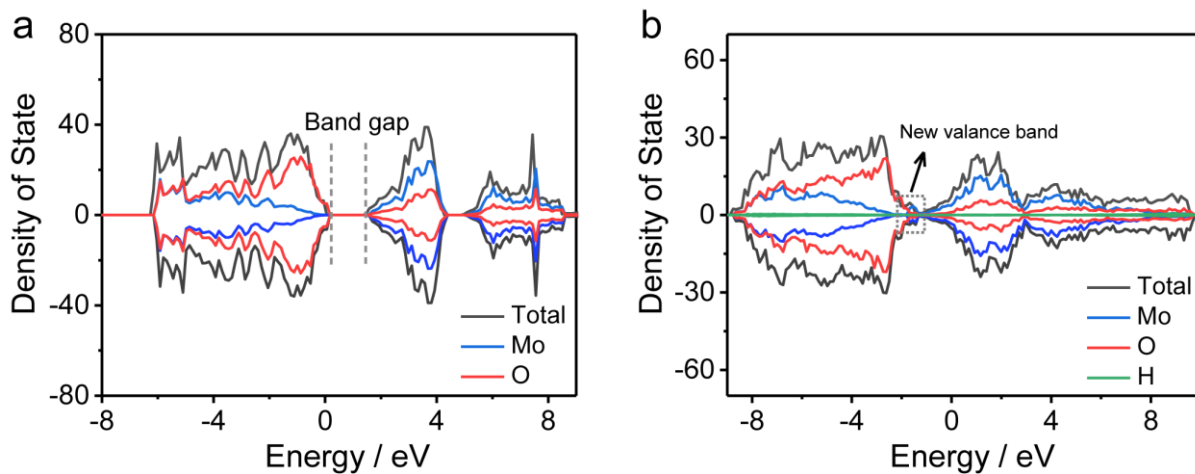 a
80
40
0
-40
-80
Density of State
Band gap
Total
Mo
O
-8
-4
0
4
8
Energy / eV
b
60
30
0
-30
-60
Density of State
New valance band
Total
Mo
O
H
-8
-4
0
4
8
Energy / eV